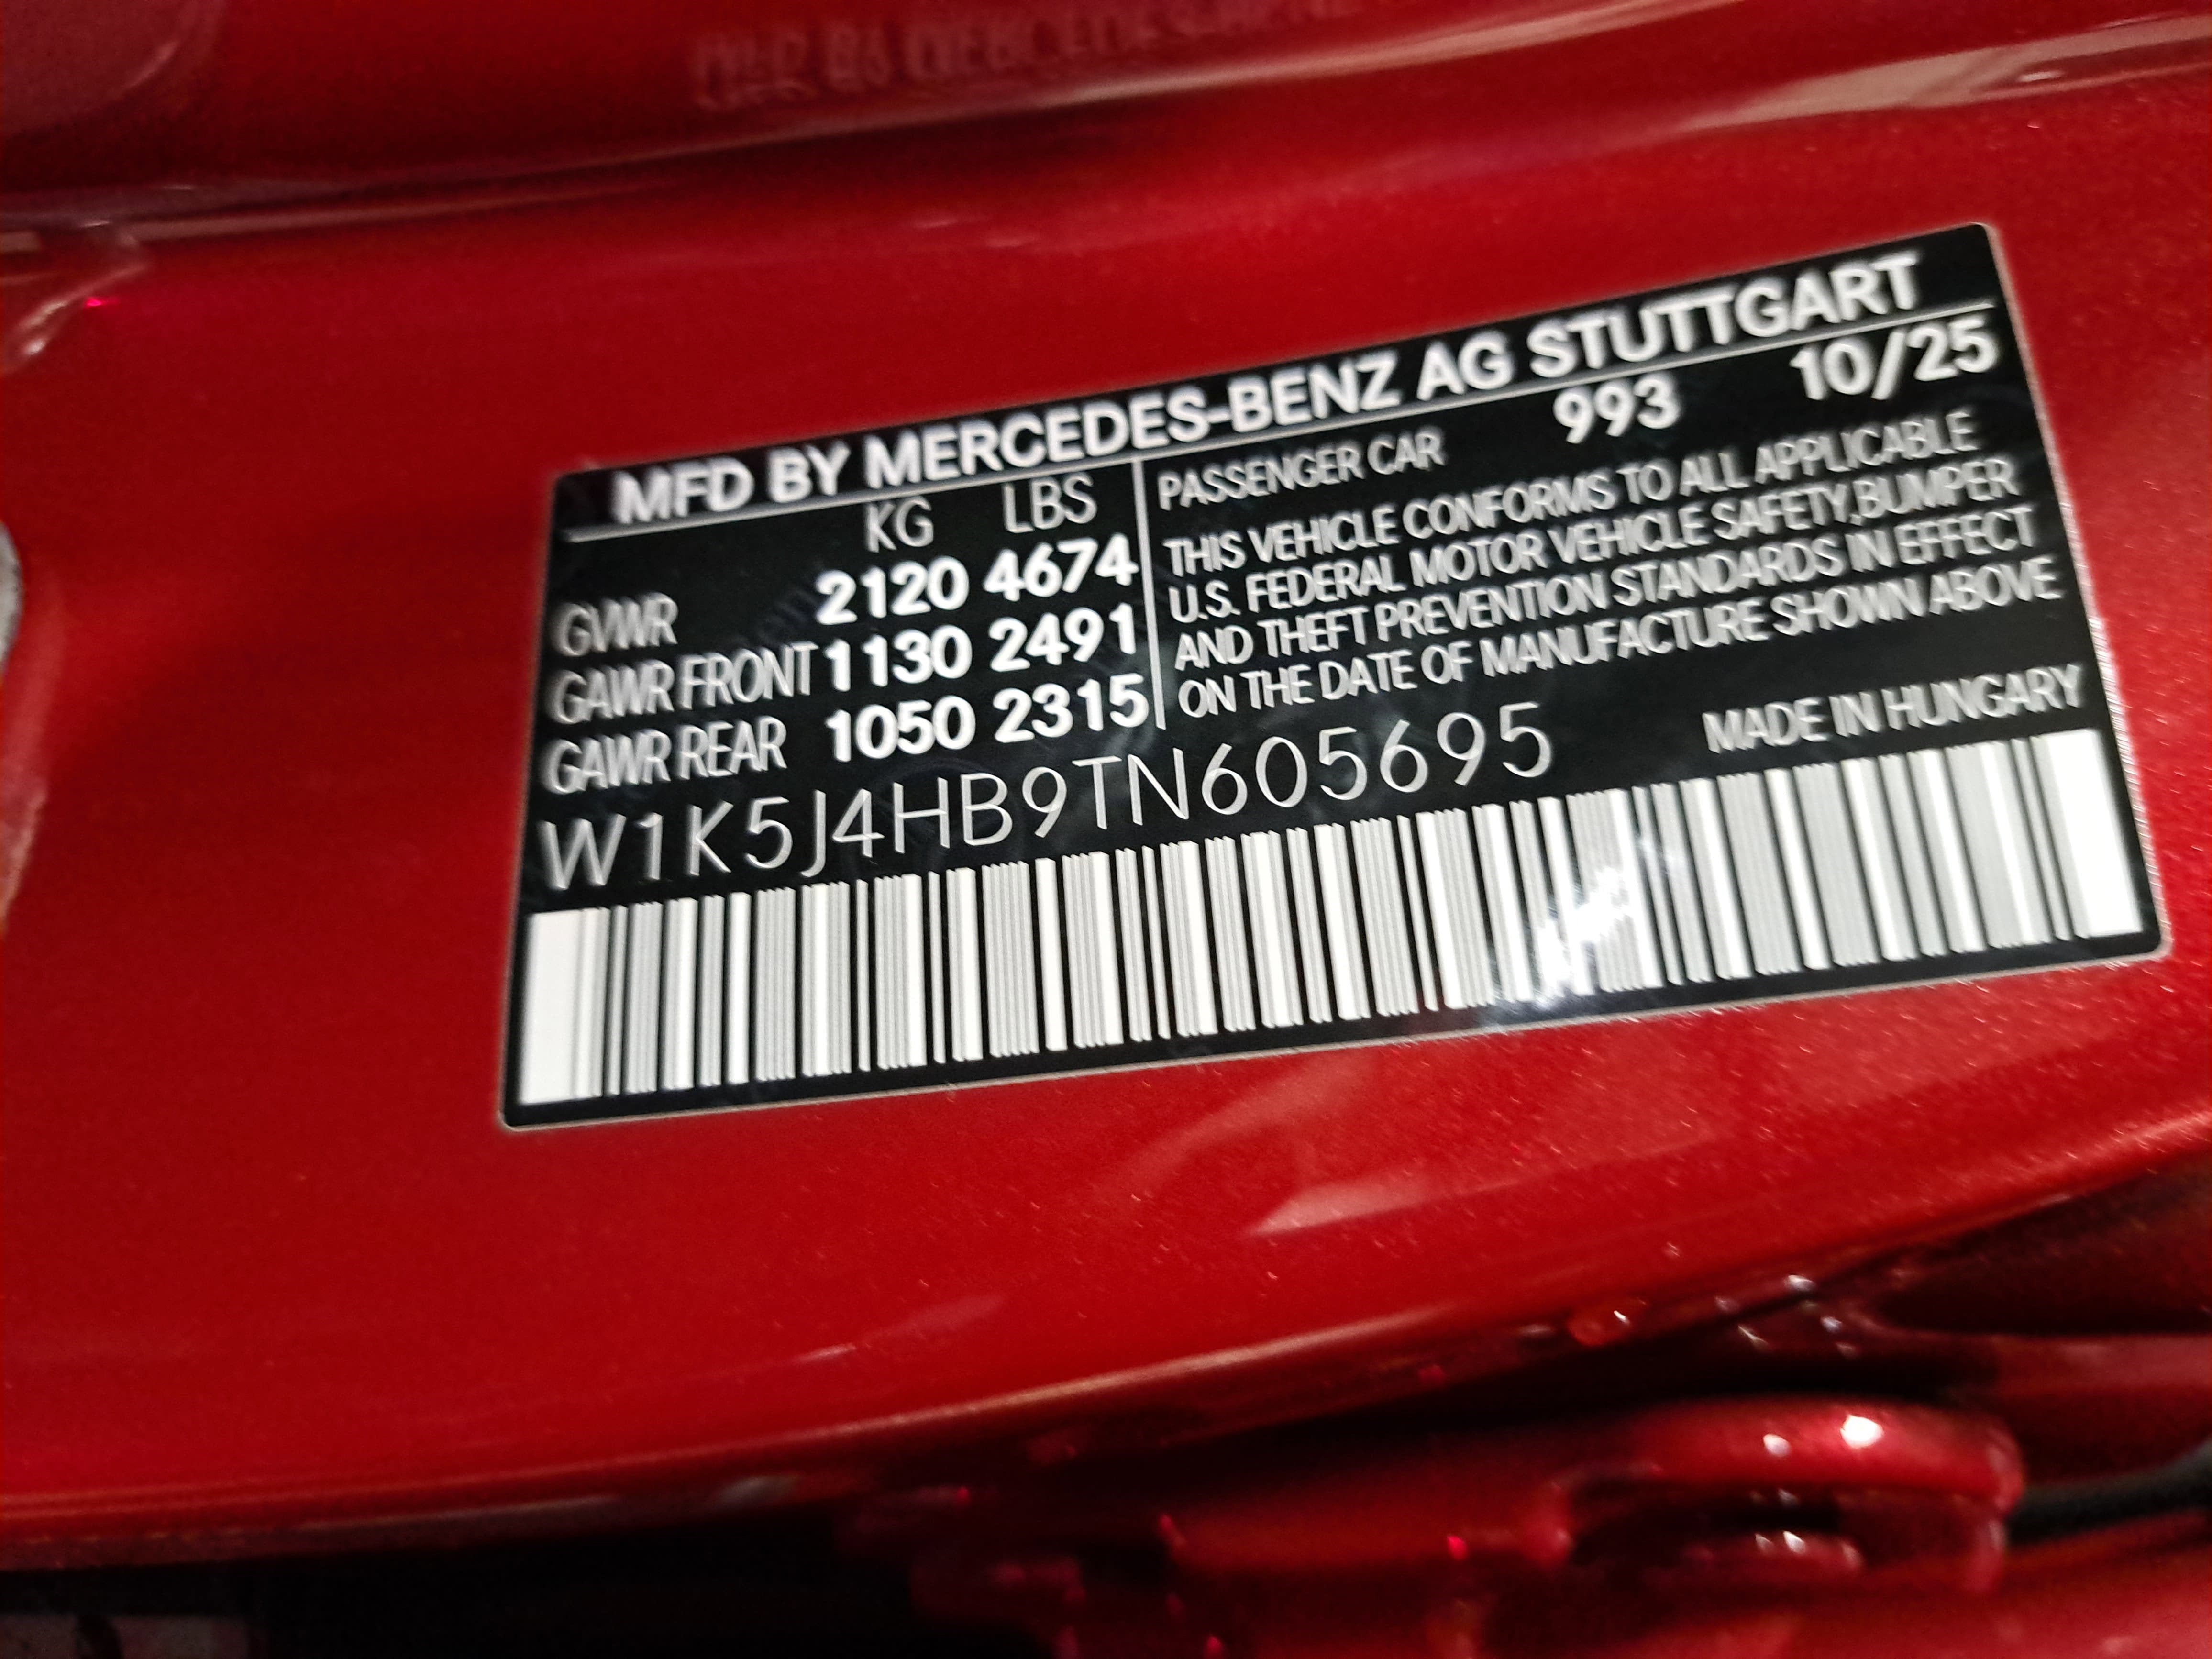 MFD BY MERCEDES-BENZ AG STUTTGART
KG LBS
GVWR 2120 4674
GAWR FRONT 1130 2491
GAWR REAR 1050 2315
PASSENGER CAR 993 10/25
THIS VEHICLE CONFORMS TO ALL APPLICABLE
U.S. FEDERAL MOTOR VEHICLE SAFETY,BUMPER
AND THEFT PREVENTION STANDARDS IN EFFECT
ON THE DATE OF MANUFACTURE SHOWN ABOVE
W1K5J4HB9TN605695
MADE IN HUNGARY